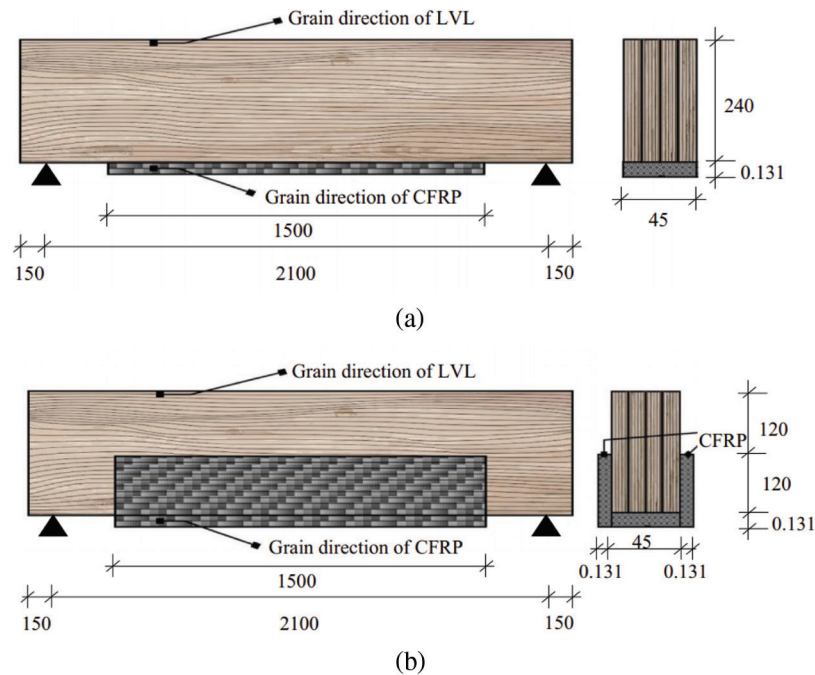 Grain direction of LVL
240
0.131
Grain direction of CFRP
1500
45
150
2100
150
(a)
Grain direction of LVL
CFRP
120
120
0.131
Grain direction of CFRP
45
1500
0.131
0.131
150
2100
150
(b)